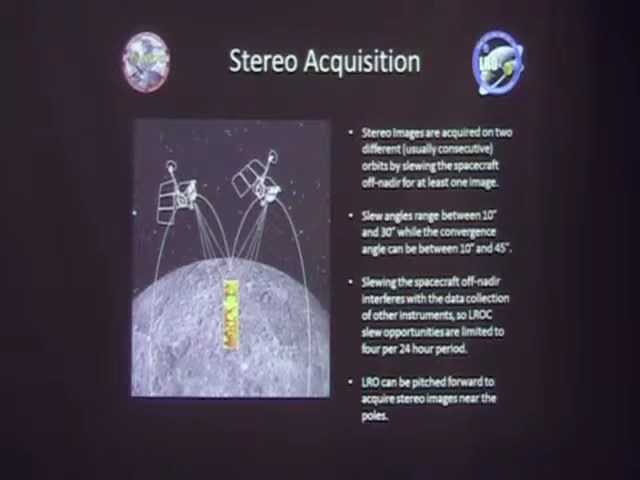 Stereo Acquisition
LRO
• Stereo Images are acquired on two
different (usually consecutive)
orbits by slewing the spacecraft
off-nadir for at least one image.
• Slew angles range between 10°
and 30° while the convergence
angle can be between 10° and 45°.
• Slewing the spacecraft off-nadir
interferes with the data collection
of other instruments, so LROC
slew opportunities are limited to
four per 24 hour period.
• LRO can be pitched forward to
acquire stereo images near the
poles.